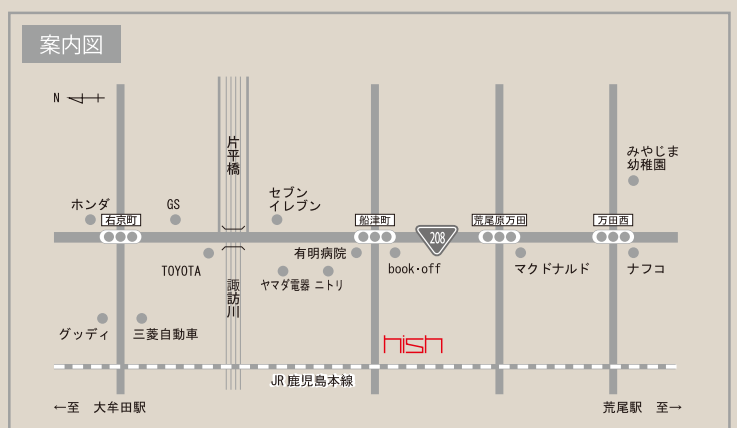 案内図
N
片平橋
みやじま
幼稚園
セブン
イレブン
ホンダ
GS
右京町
船津町
荒尾原万田
万田西
208
有明病院
TOYOTA
book・off
マクドナルド
ナフコ
諏訪川
ヤマダ電器
ニトリ
グッディ
三菱自動車
hish
JR 鹿児島本線
←至 大牟田駅
荒尾駅 至→